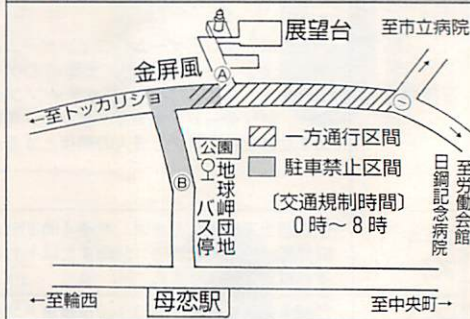 展望台
至市立病院
金屏風
A
←至トッカリショ
イ
公園
地球岬団地
バス停
B
一方通行区間
駐車禁止区間
〔交通規制時間〕
0時～8時
至労働会館
日鋼記念病院
←至輪西
母恋駅
至中央町→